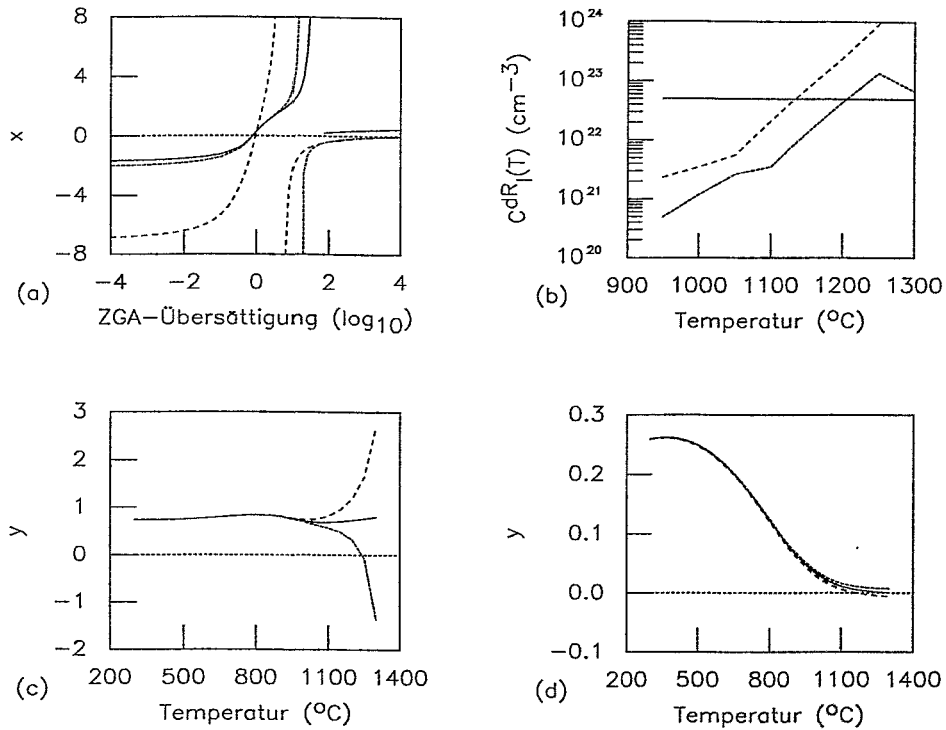 8
4
x
0
−4
−8
−4 −2 0 2 4
(a)
ZGA−Übersättigung (log10)
10^24
10^23
10^22
10^21
10^20
C^dR_I(T) (cm−3)
900 1000 1100 1200 1300
(b)
Temperatur (°C)
3
2
1
y
0
−1
−2
200 500 800 1100 1400
(c)
Temperatur (°C)
0.3
0.2
y
0.1
0.0
−0.1
200 500 800 1100 1400
(d)
Temperatur (°C)